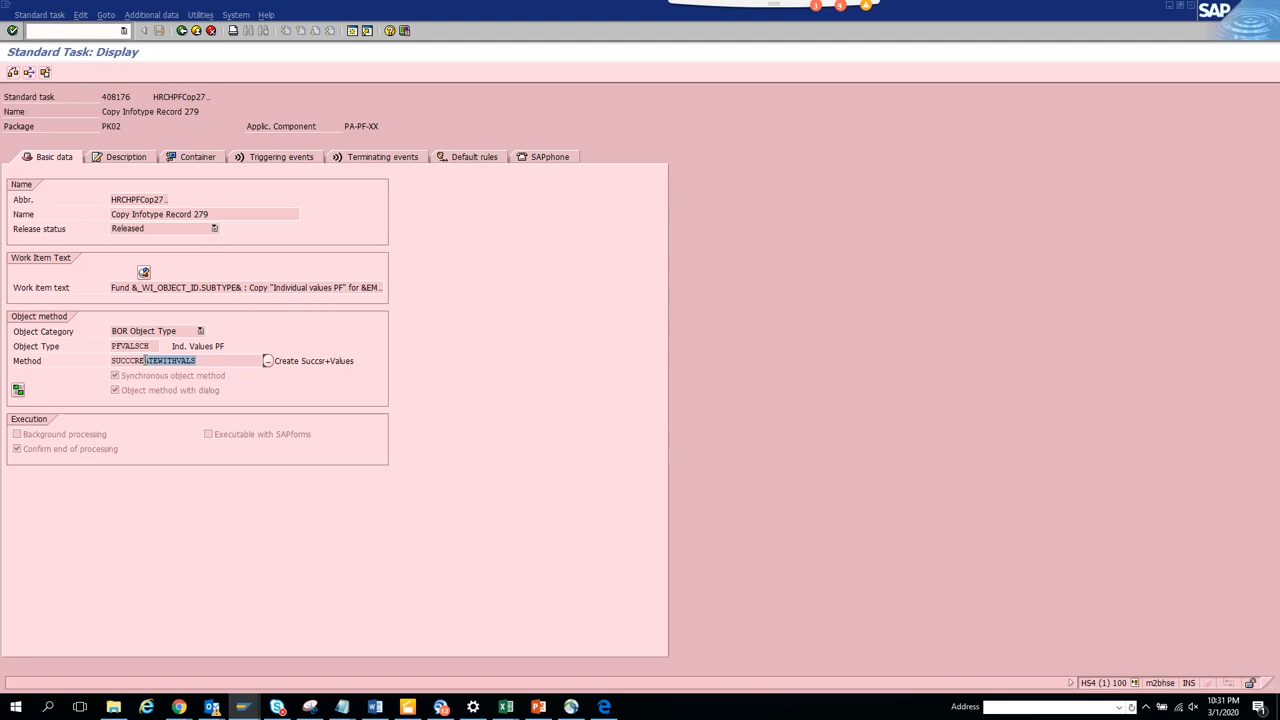 Standard task Edit Goto Additional data Utilities System Help
3 9
SAP
Standard Task: Display
Standard task 408176 HRCHPFCop27...
Name Copy Infotype Record 279
Package PK02 Applic. Component PA-PF-XX
Basic data Description Container Triggering events Terminating events Default rules SAPphone
Name
Abbr. HRCHPFCop27...
Name Copy Infotype Record 279
Release status Released
Work Item Text
Work item text Fund &_WI_OBJECT_ID.SUBTYPE& : Copy "Individual values PF" for &EM...
Object method
Object Category BOR Object Type
Object Type PFVALSCH Ind. Values PF
Method SUCCCREATEWITHVALS Create Succsr+Values
Synchronous object method
Object method with dialog
Execution
Background processing Executable with SAPforms
Confirm end of processing
HS4 (1) 100 m2bhse INS
Address
10:31 PM
3/1/2020